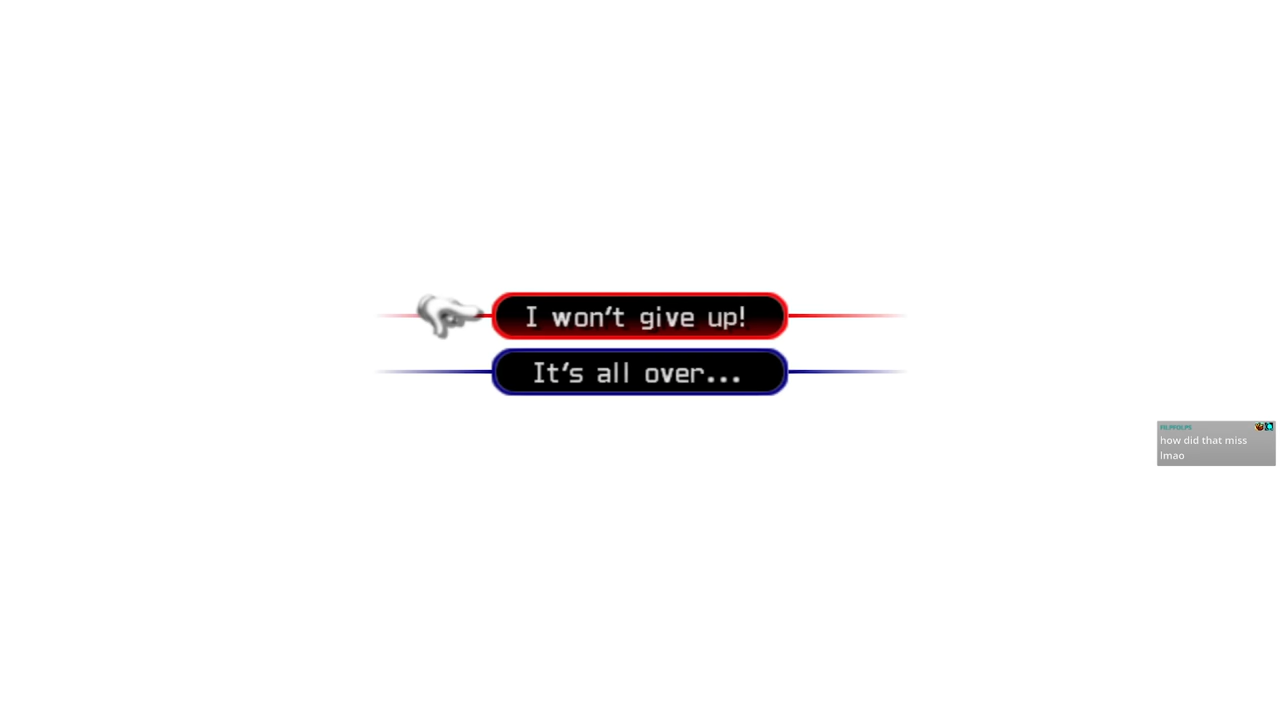 I won't give up!
It's all over...
how did that miss
lmao